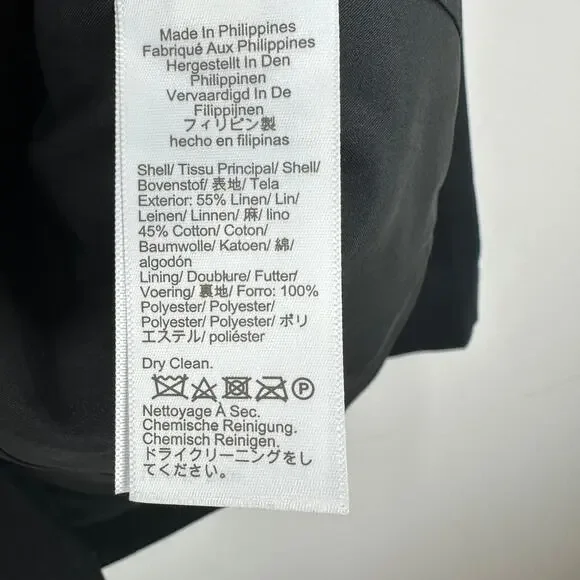 Made In Philippines
Fabriqué Aux Philippines
Hergestellt In Den
Philippinen
Vervaardigd In De
Filippijnen
フィリピン製
hecho en filipinas
Shell/ Tissu Principal/ Shell/
Bovenstof/ 表地/ Tela
Exterior: 55% Linen/ Lin/
Leinen/ Linnen/ 麻/ lino
45% Cotton/ Coton/
Baumwolle/ Katoen/ 綿/
algodón
Lining/ Doublure/ Futter/
Voering/ 裏地/ Forro: 100%
Polyester/ Polyester/
Polyester/ Polyester/ ポリ
エステル/ poliéster
Dry Clean.
P
Nettoyage À Sec.
Chemische Reinigung.
Chemisch Reinigen.
ドライクリーニングをし
てください。